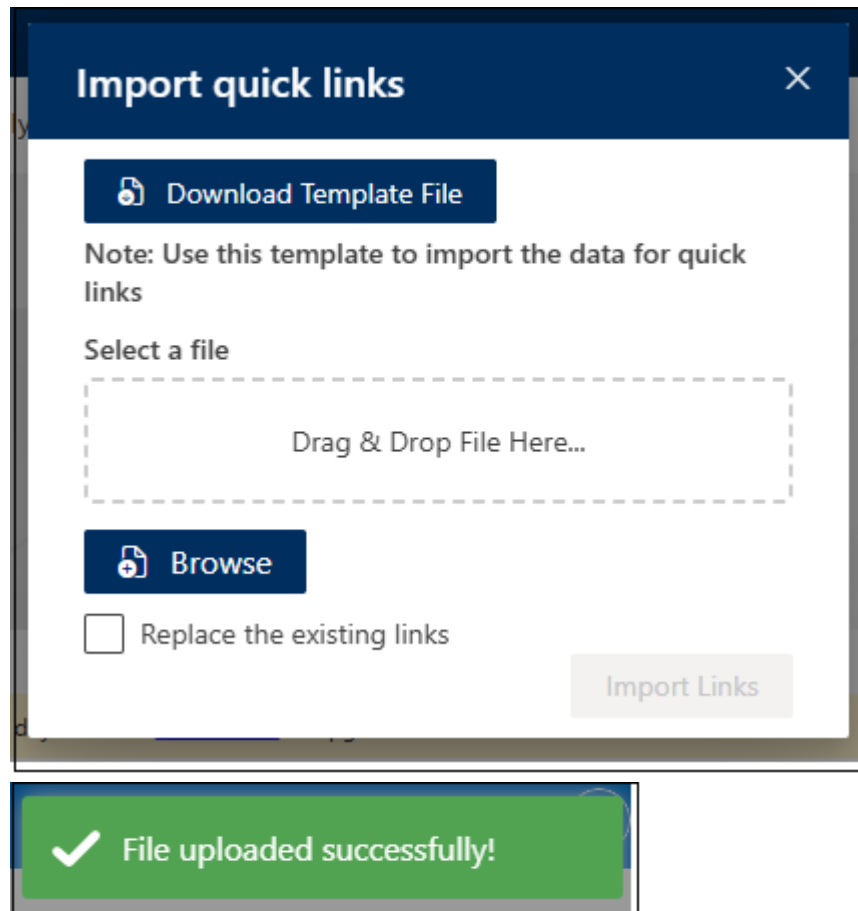 Import quick links
Download Template File
Note: Use this template to import the data for quick
links
Select a file
Drag & Drop File Here...
Browse
Replace the existing links
Import Links
File uploaded successfully!